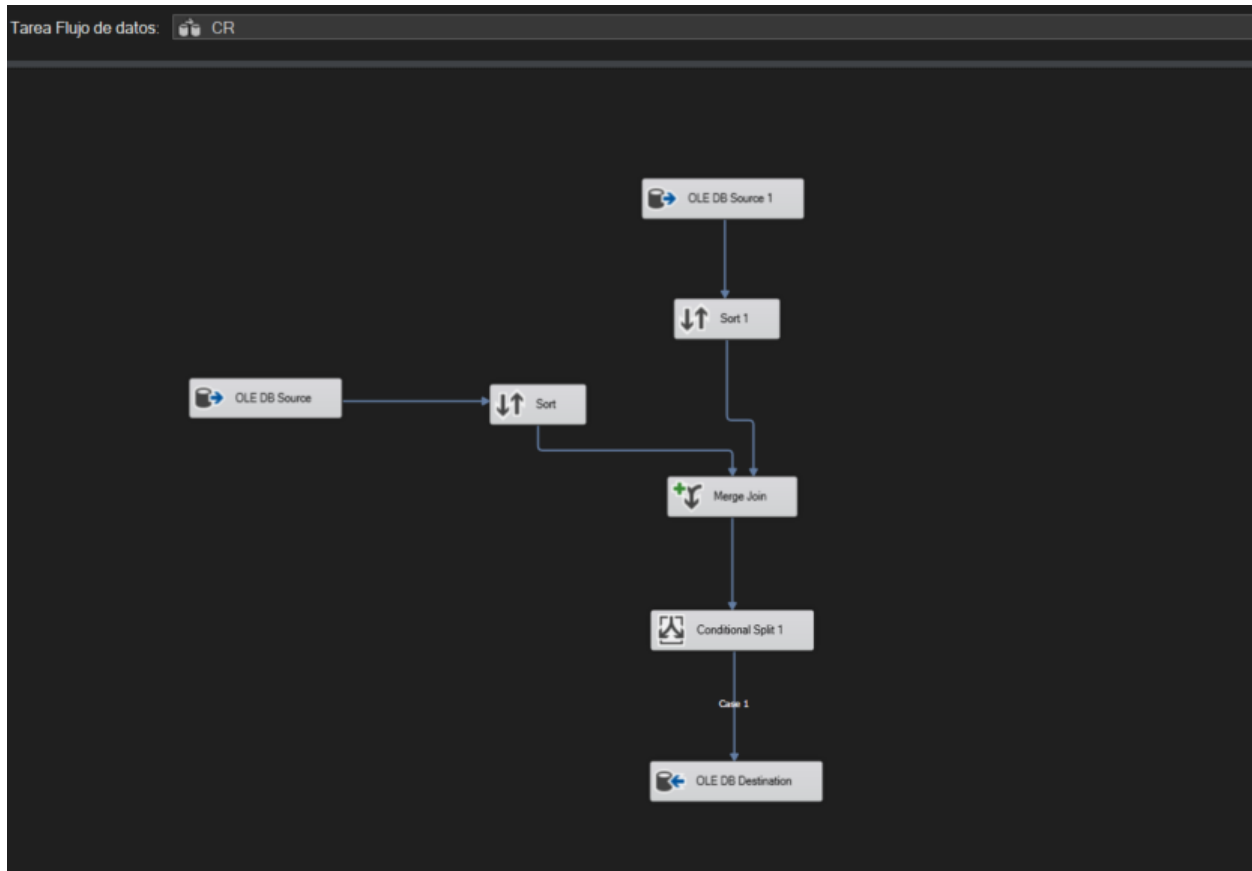 Tarea Flujo de datos: CR
OLE DB Source 1
Sort 1
OLE DB Source
Sort
Merge Join
Conditional Split 1
Case 1
OLE DB Destination